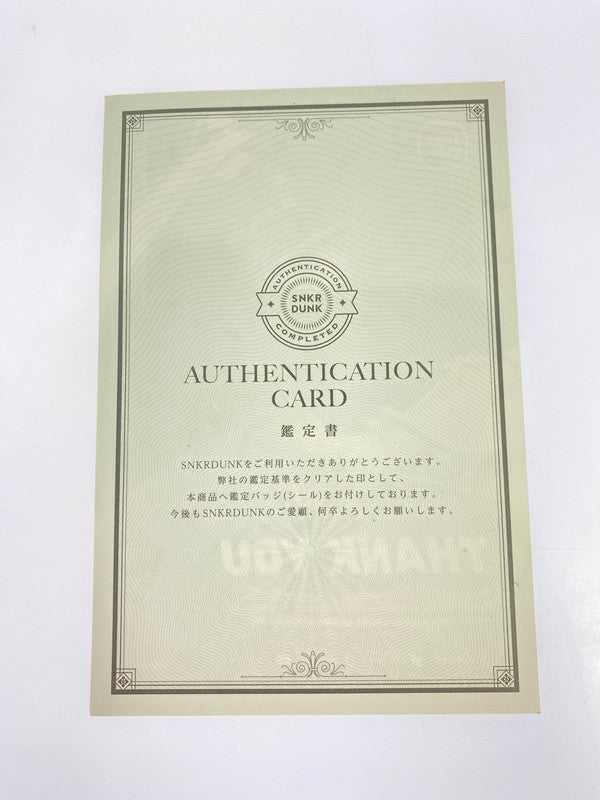 AUTHENTICATION
SNKR
DUNK
COMPLETED
AUTHENTICATION
CARD
鑑定書
SNKRDUNKをご利用いただきありがとうございます。
弊社の鑑定基準をクリアした印として、
本商品へ鑑定バッジ(シール)をお付けしております。
今後もSNKRDUNKのご愛顧、何卒よろしくお願いします。
THANK YOU